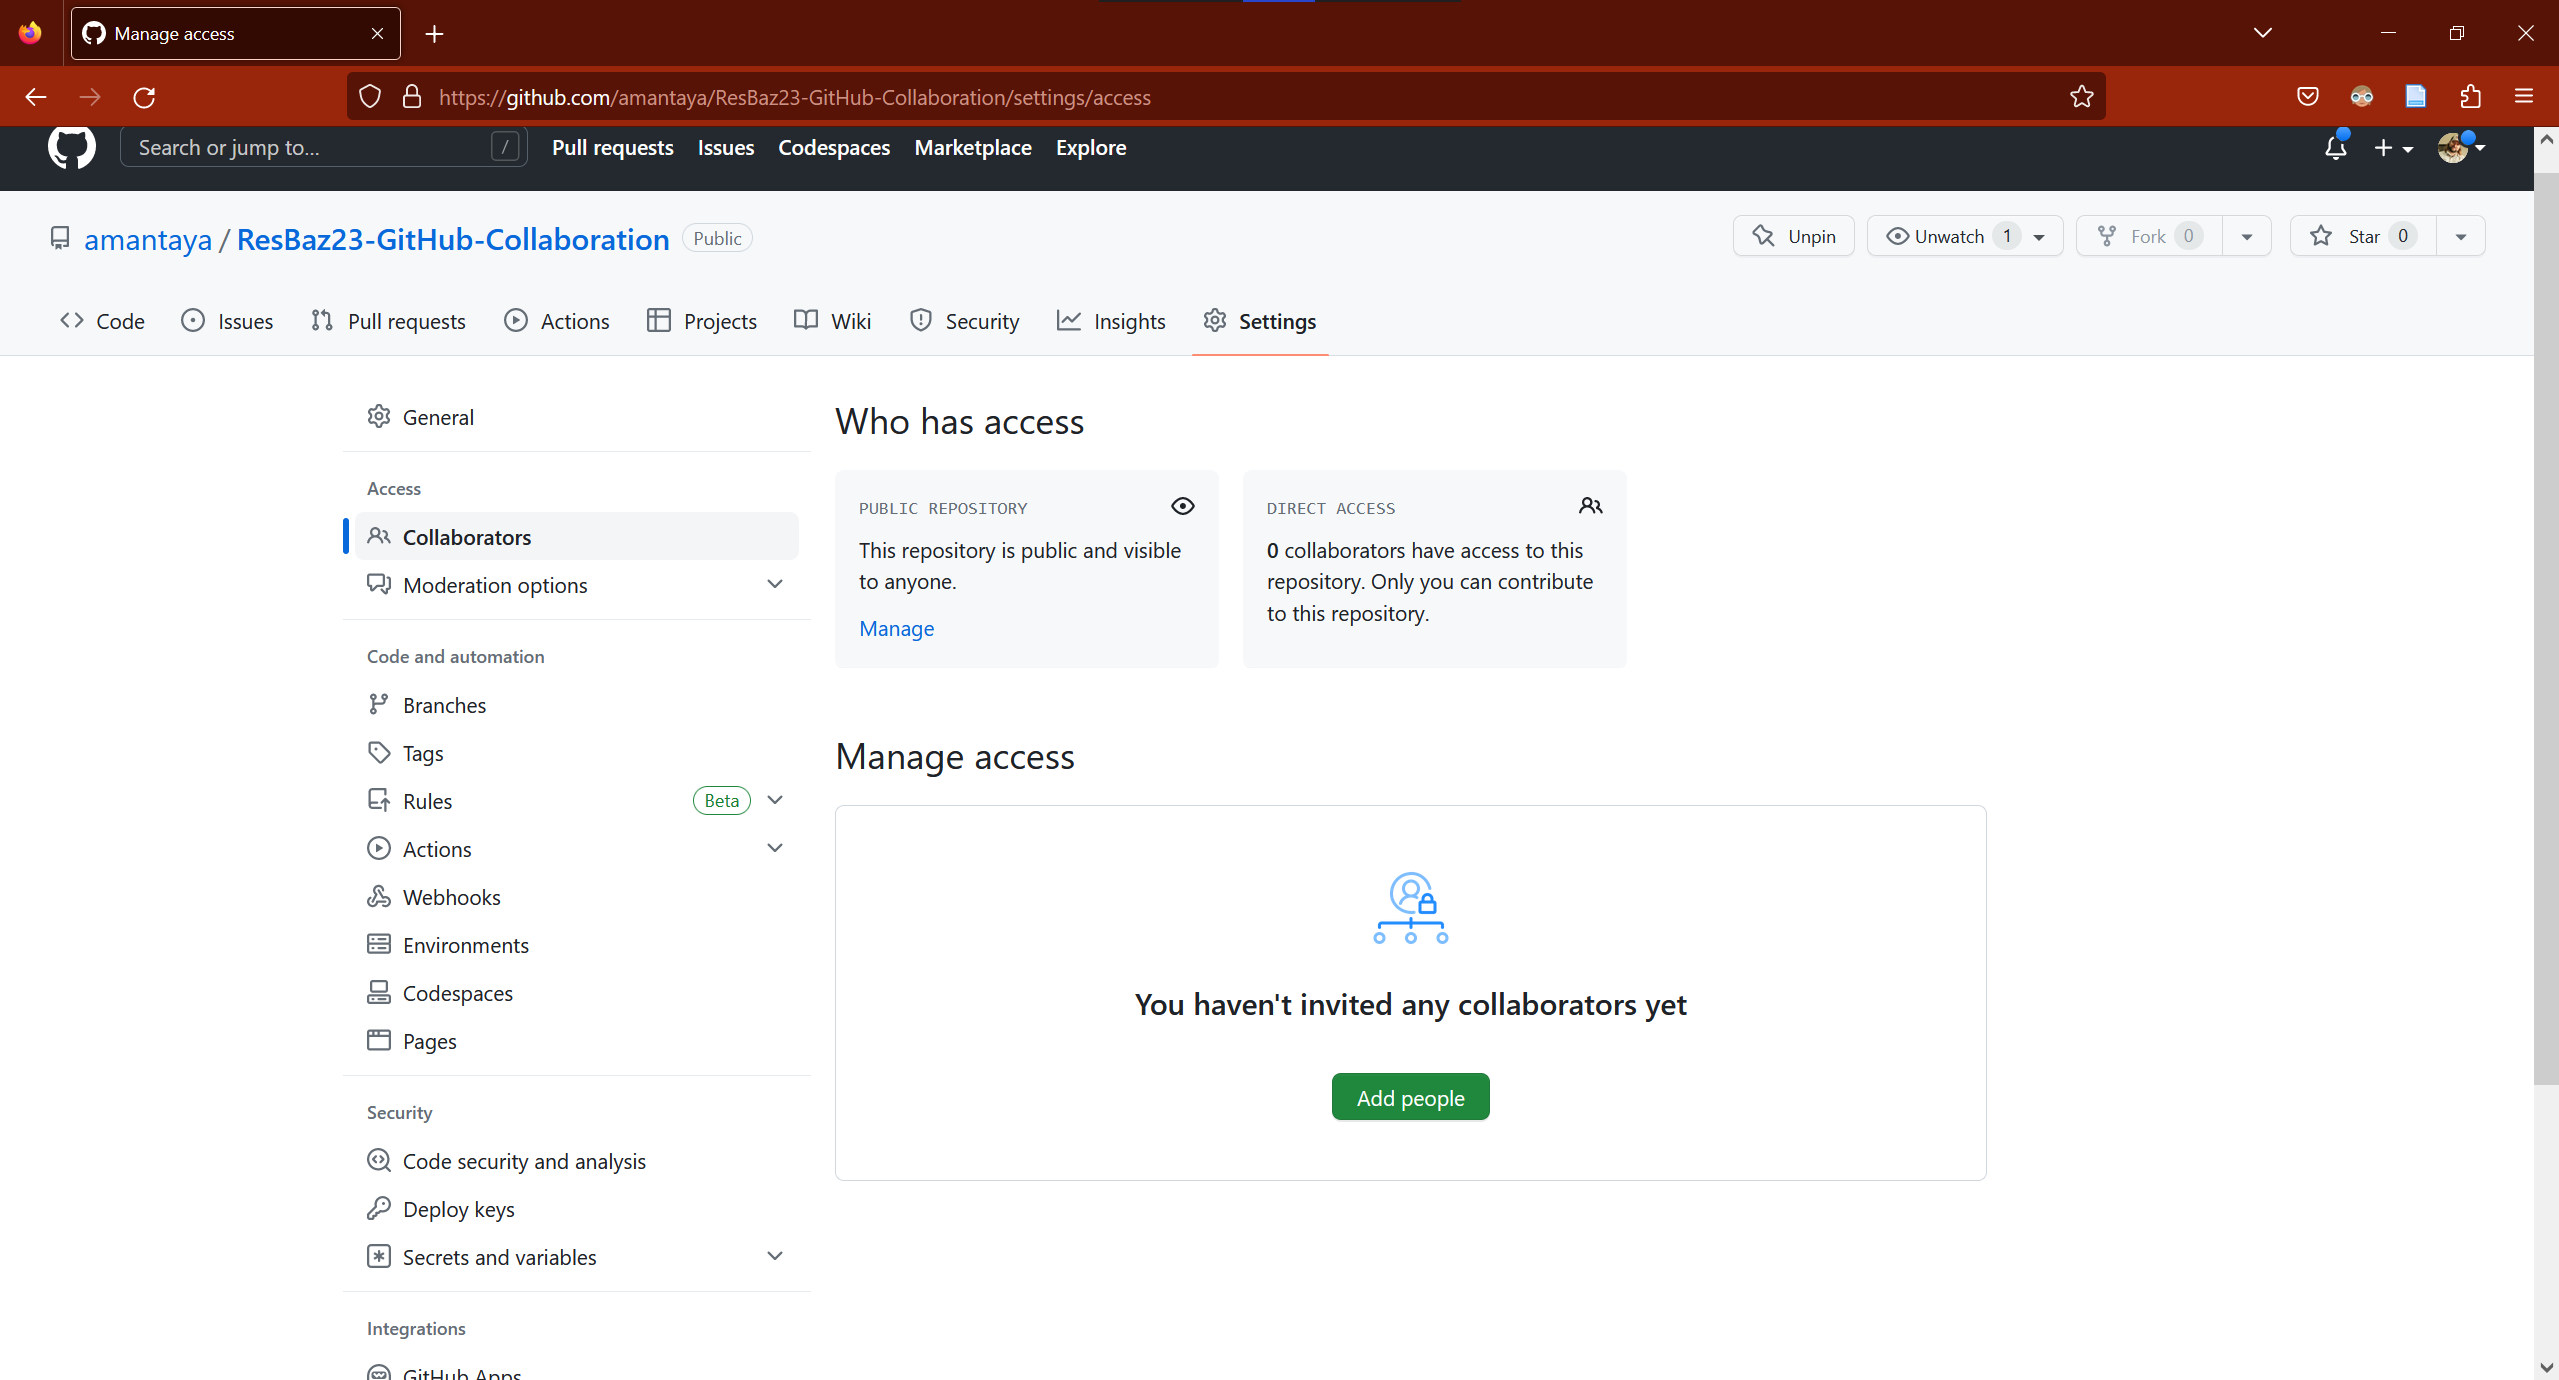 Manage access
https://github.com/amantaya/ResBaz23-GitHub-Collaboration/settings/access
Search or jump to... / Pull requests Issues Codespaces Marketplace Explore
amantaya / ResBaz23-GitHub-Collaboration Public Unpin Unwatch 1 Fork 0 Star 0
Code Issues Pull requests Actions Projects Wiki Security Insights Settings
General
Access
Collaborators
Moderation options
Code and automation
Branches
Tags
Rules Beta
Actions
Webhooks
Environments
Codespaces
Pages
Security
Code security and analysis
Deploy keys
Secrets and variables
Integrations
GitHub Apps
Who has access
PUBLIC REPOSITORY
This repository is public and visible
to anyone.
Manage
DIRECT ACCESS
0 collaborators have access to this
repository. Only you can contribute
to this repository.
Manage access
You haven't invited any collaborators yet
Add people